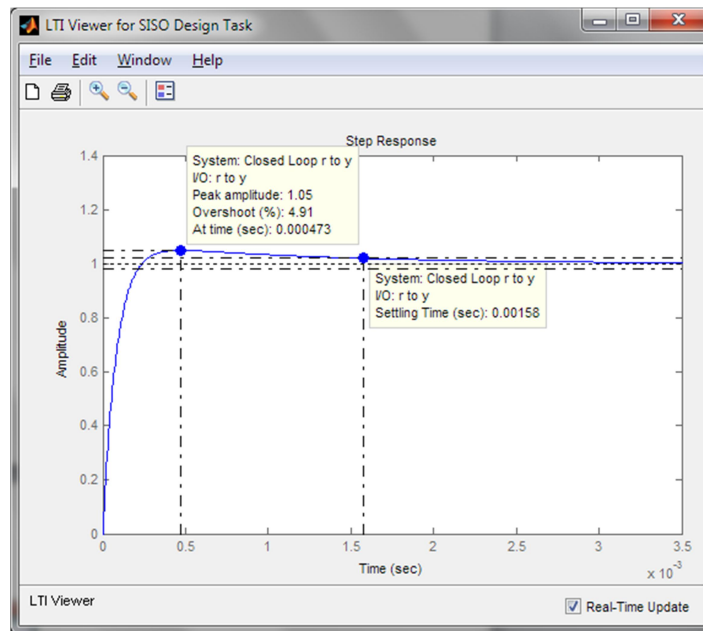 LTI Viewer for SISO Design Task
File Edit Window Help
Step Response
System: Closed Loop r to y
I/O: r to y
Peak amplitude: 1.05
Overshoot (%): 4.91
At time (sec): 0.000473
System: Closed Loop r to y
I/O: r to y
Settling Time (sec): 0.00158
Amplitude
1.4
1.2
1
0.8
0.6
0.4
0.2
0
0 0.5 1 1.5 2 2.5 3 3.5
x 10⁻³
Time (sec)
LTI Viewer
Real-Time Update